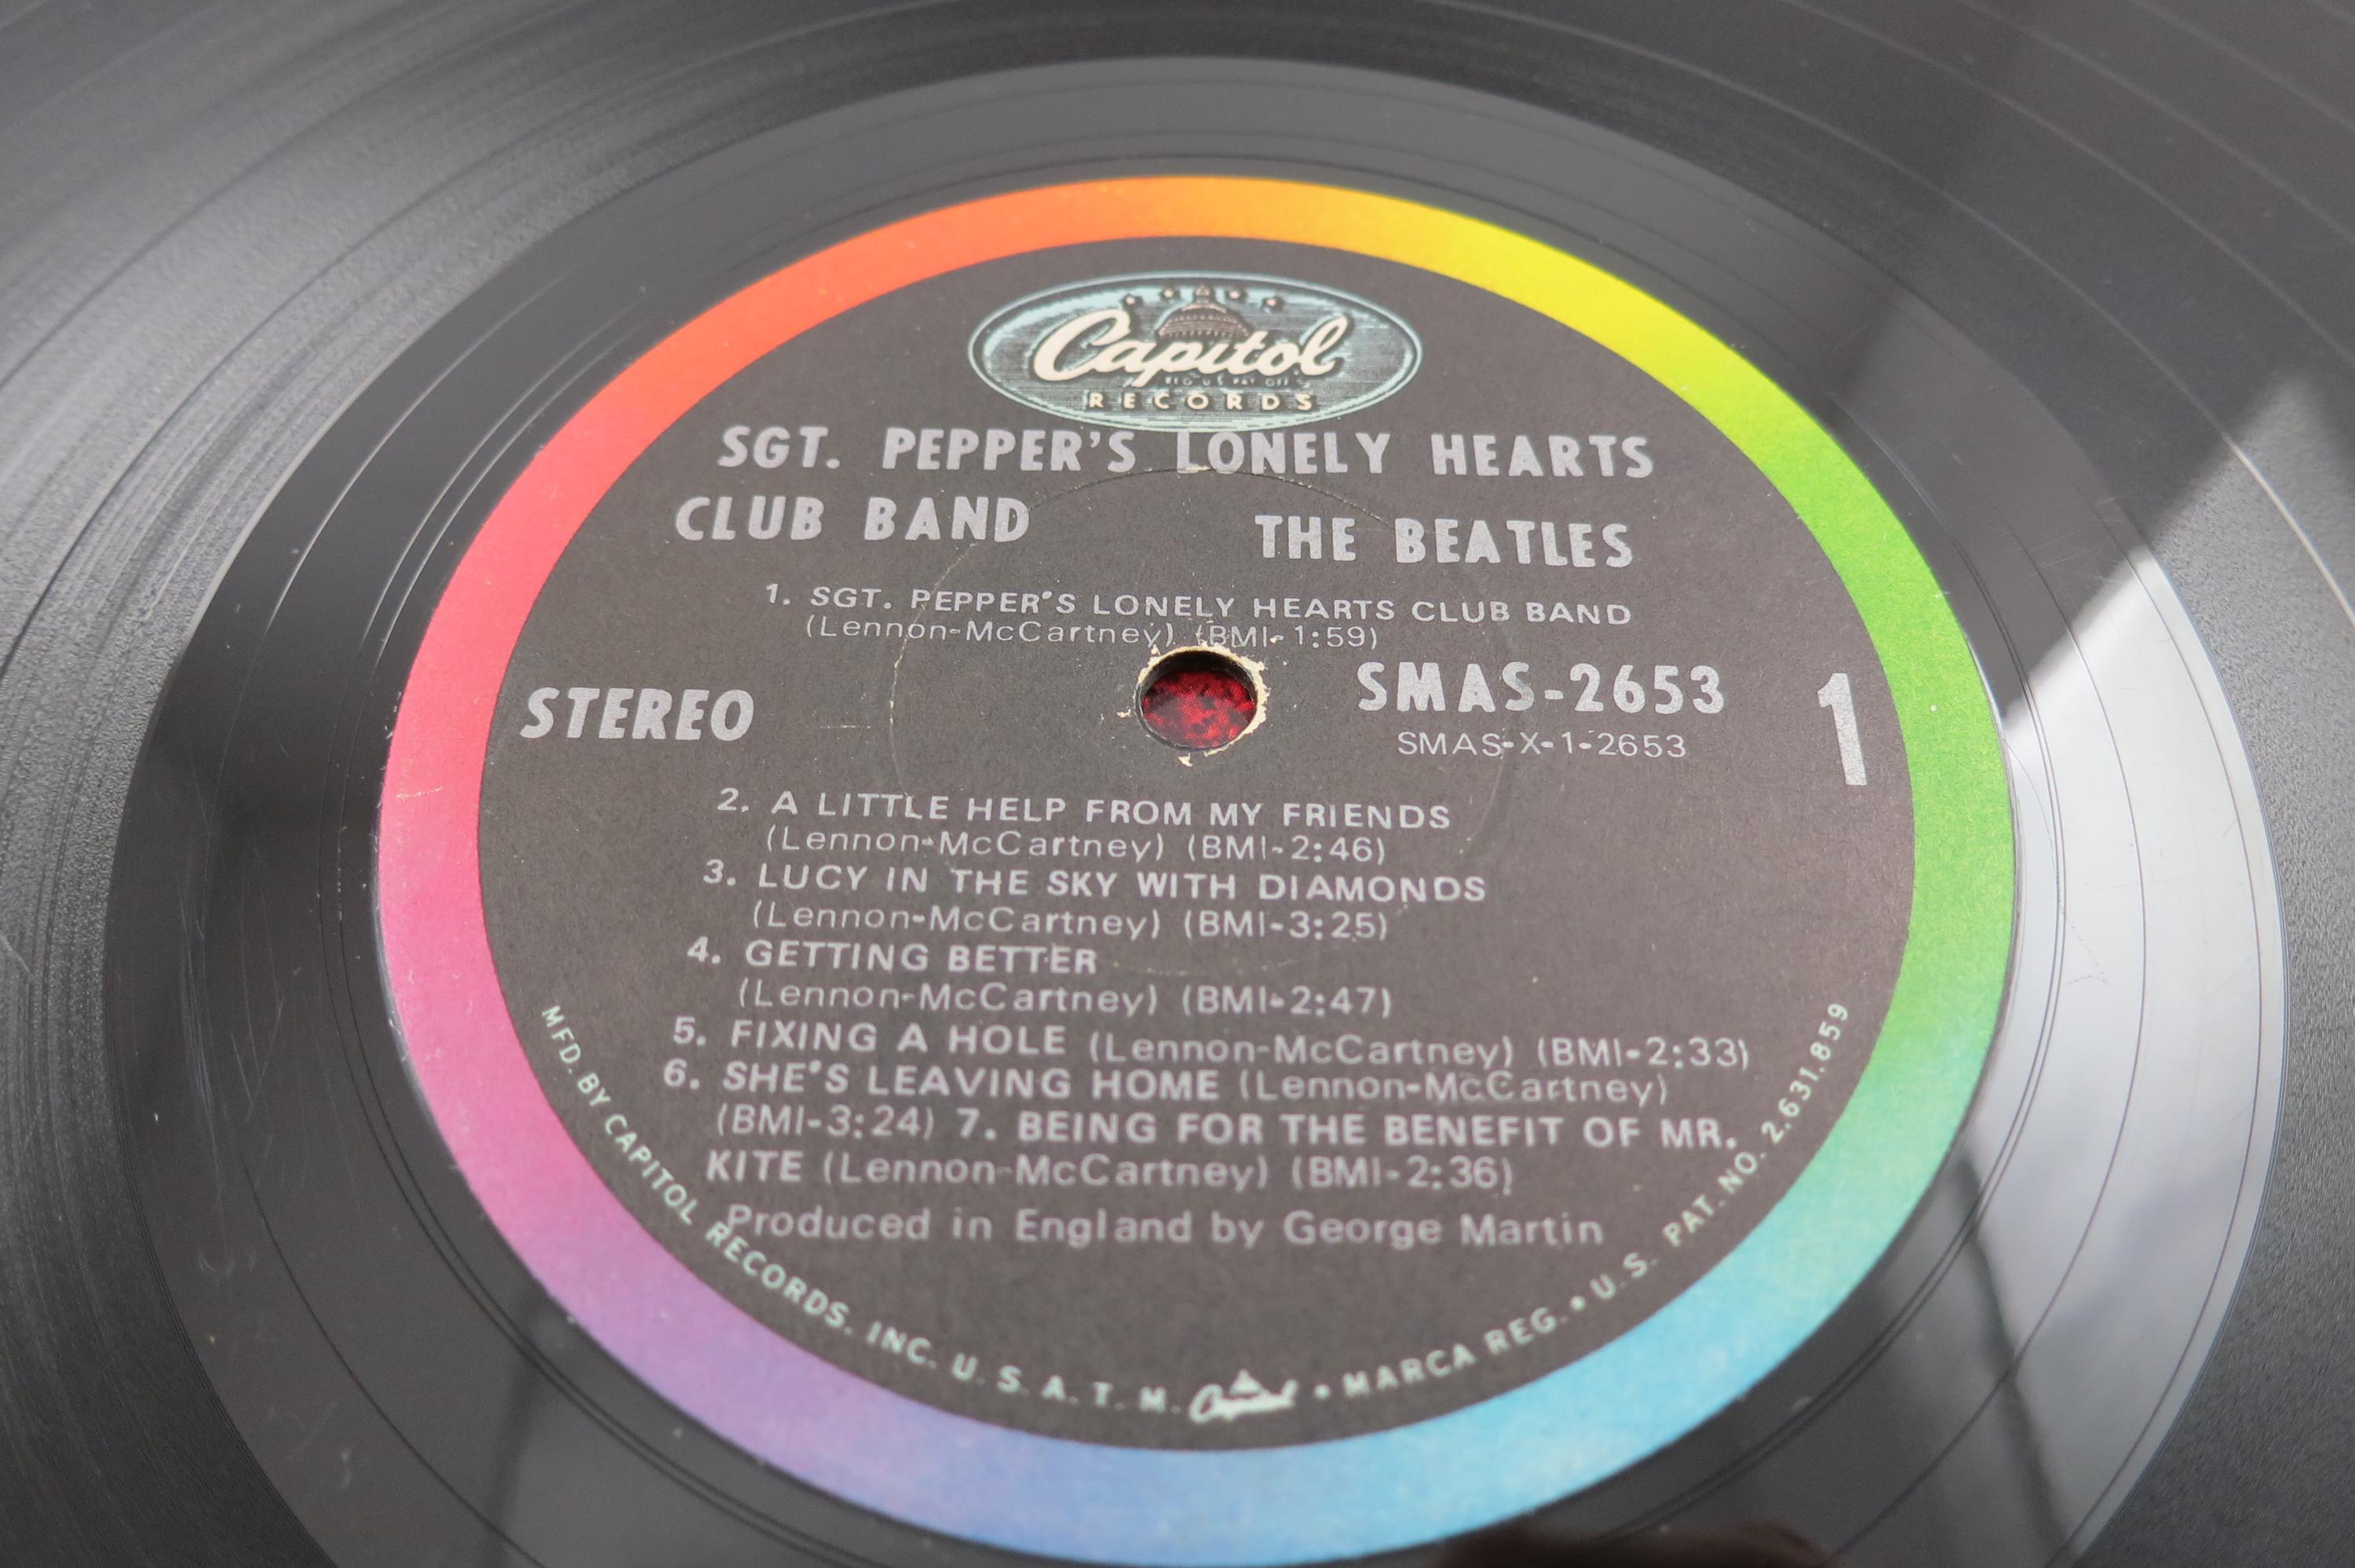 Capitol
RECORDS
SGT. PEPPER'S LONELY HEARTS
CLUB BAND THE BEATLES
1. SGT. PEPPER'S LONELY HEARTS CLUB BAND
(Lennon-McCartney) (BMI-1:59)
STEREO
SMAS-2653
SMAS-X-1-2653
1
2. A LITTLE HELP FROM MY FRIENDS
(Lennon-McCartney) (BMI-2:46)
3. LUCY IN THE SKY WITH DIAMONDS
(Lennon-McCartney) (BMI-3:25)
4. GETTING BETTER
(Lennon-McCartney) (BMI-2:47)
5. FIXING A HOLE (Lennon-McCartney) (BMI-2:33)
6. SHE'S LEAVING HOME (Lennon-McCartney)
(BMI-3:24) 7. BEING FOR THE BENEFIT OF MR.
KITE (Lennon-McCartney) (BMI-2:36)
Produced in England by George Martin
MFD. BY CAPITOL RECORDS, INC. U.S.A. T.M. Capitol • MARCA REG. • U.S. PAT. NO. 2,631,859